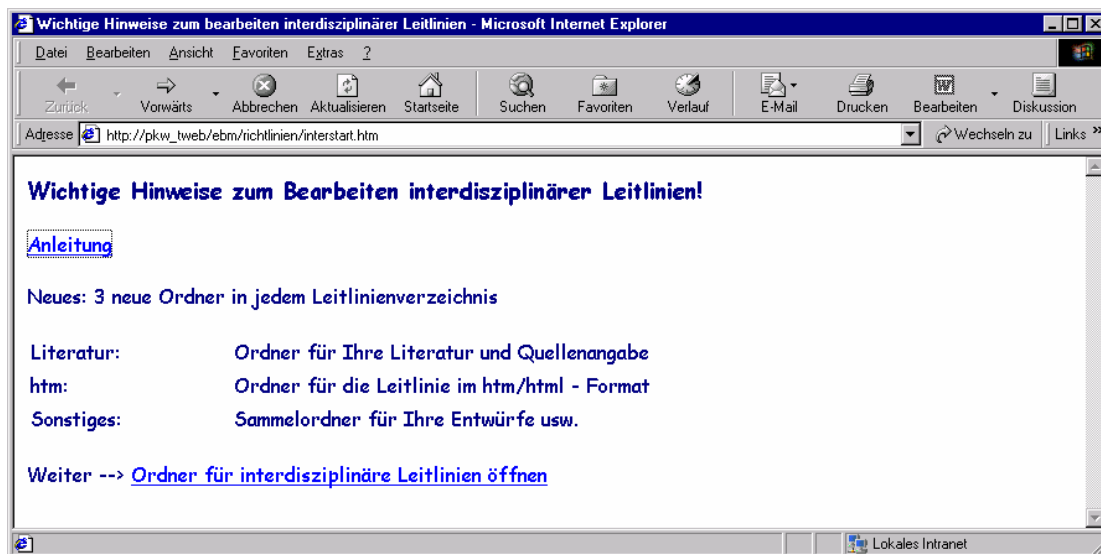 Wichtige Hinweise zum bearbeiten interdisziplinärer Leitlinien - Microsoft Internet Explorer
Datei Bearbeiten Ansicht Favoriten Extras ?
Zurück Vorwärts Abbrechen Aktualisieren Startseite Suchen Favoriten Verlauf E-Mail Drucken Bearbeiten Diskussion
Adresse http://pkw_tweb/ebm/richtlinien/interstart.htm Wechseln zu Links »
Wichtige Hinweise zum Bearbeiten interdisziplinärer Leitlinien!
Anleitung
Neues: 3 neue Ordner in jedem Leitlinienverzeichnis
Literatur: Ordner für Ihre Literatur und Quellenangabe
htm: Ordner für die Leitlinie im htm/html - Format
Sonstiges: Sammelordner für Ihre Entwürfe usw.
Weiter --> Ordner für interdisziplinäre Leitlinien öffnen
Lokales Intranet